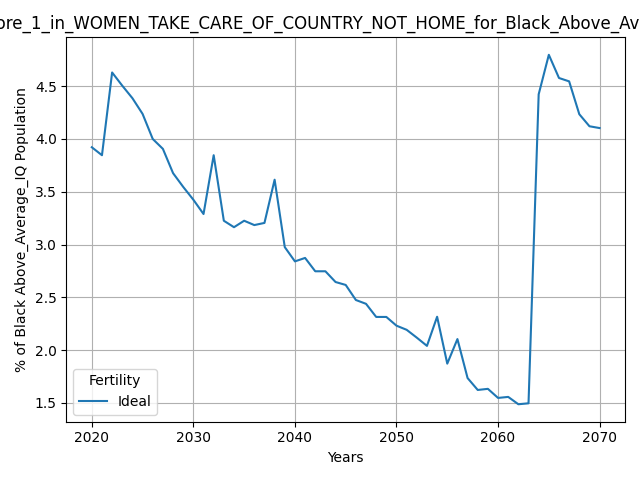 ore_1_in_WOMEN_TAKE_CARE_OF_COUNTRY_NOT_HOME_for_Black_Above_Av
% of Black Above_Average_IQ Population
4.5
4.0
3.5
3.0
2.5
2.0
1.5
Fertility
Ideal
2020 2030 2040 2050 2060 2070
Years